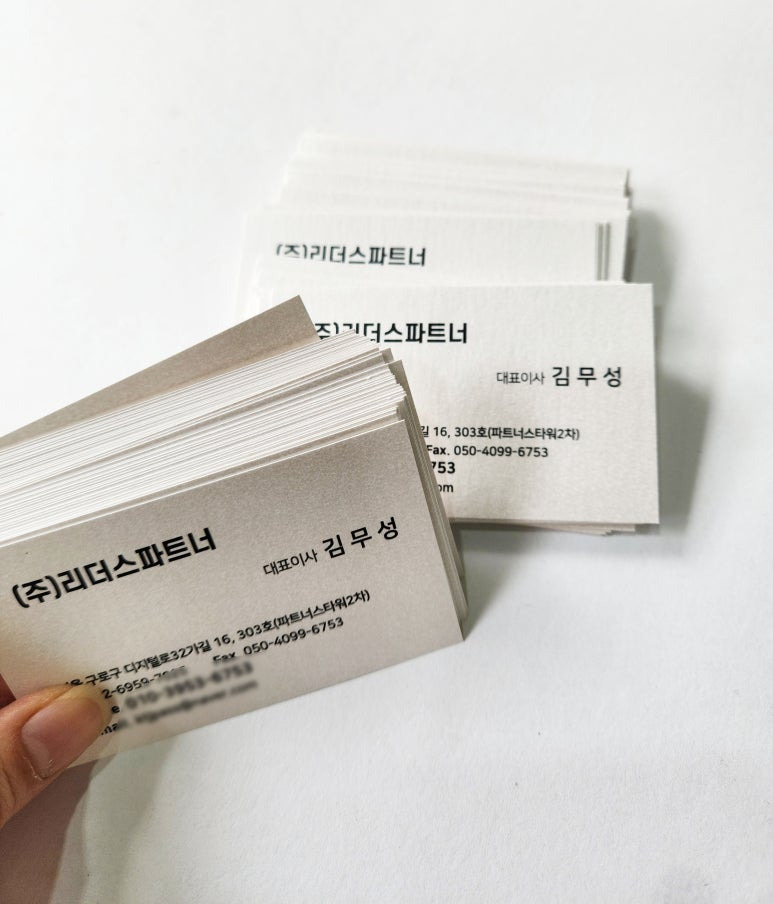 (주)리더스파트너
(주)리더스파트너
대표이사 김무성
길 16, 303호(파트너스타워2차)
Fax. 050-4099-6753
753
om
(주)리더스파트너
대표이사 김무성
구로구 디지털로32가길 16, 303호(파트너스타워2차)
2-6959- Fax. 050-4099-6753